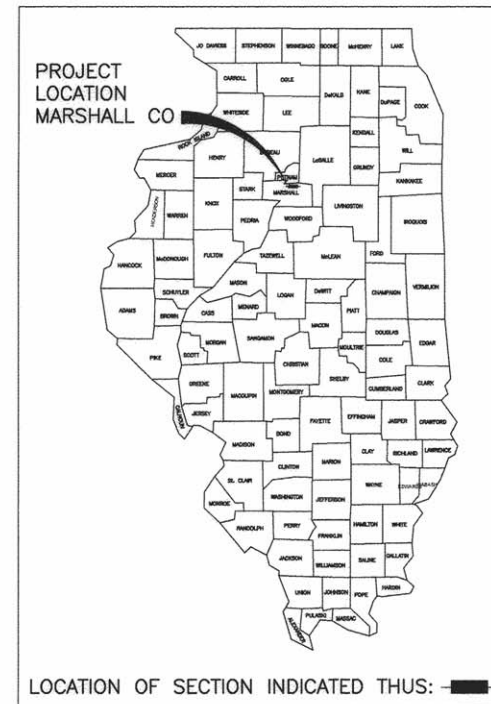 JO DAVIESS STEPHENSON WINNEBAGO BOONE McHENRY LAKE
PROJECT
LOCATION
MARSHALL CO
CARROLL OGLE
DeKALB KANE
DuPAGE COOK
WHITESIDE LEE
KENDALL
WILL
ROCK ISLAND
HENRY BUREAU
LaSALLE GRUNDY
PUTNAM
KANKAKEE
MERCER
STARK MARSHALL
LIVINGSTON
HENDERSON WARREN
KNOX
PEORIA
WOODFORD
IROQUOIS
FULTON
TAZEWELL
McLEAN
FORD
HANCOCK McDONOUGH
MASON
SCHUYLER
LOGAN
DeWITT
CHAMPAIGN
VERMILION
ADAMS
BROWN
CASS
MENARD
PIATT
MACON
MORGAN
SANGAMON
DOUGLAS
EDGAR
PIKE
SCOTT
MOULTRIE
CHRISTIAN
COLE
SHELBY
GREENE
MACOUPIN
MONTGOMERY
CUMBERLAND
CLARK
CALHOUN
JERSEY
FAYETTE
EFFINGHAM
JASPER CRAWFORD
MADISON
BOND
CLAY
RICHLAND
LAWRENCE
CLINTON
MARION
ST. CLAIR
WAYNE
EDWARDS
WABASH
WASHINGTON
MONROE
JEFFERSON
RANDOLPH
PERRY
HAMILTON
WHITE
FRANKLIN
JACKSON
SALINE
GALLATIN
WILLIAMSON
UNION
JOHNSON
POPE
HARDIN
ALEXANDER
PULASKI
MASSAC
LOCATION OF SECTION INDICATED THUS: